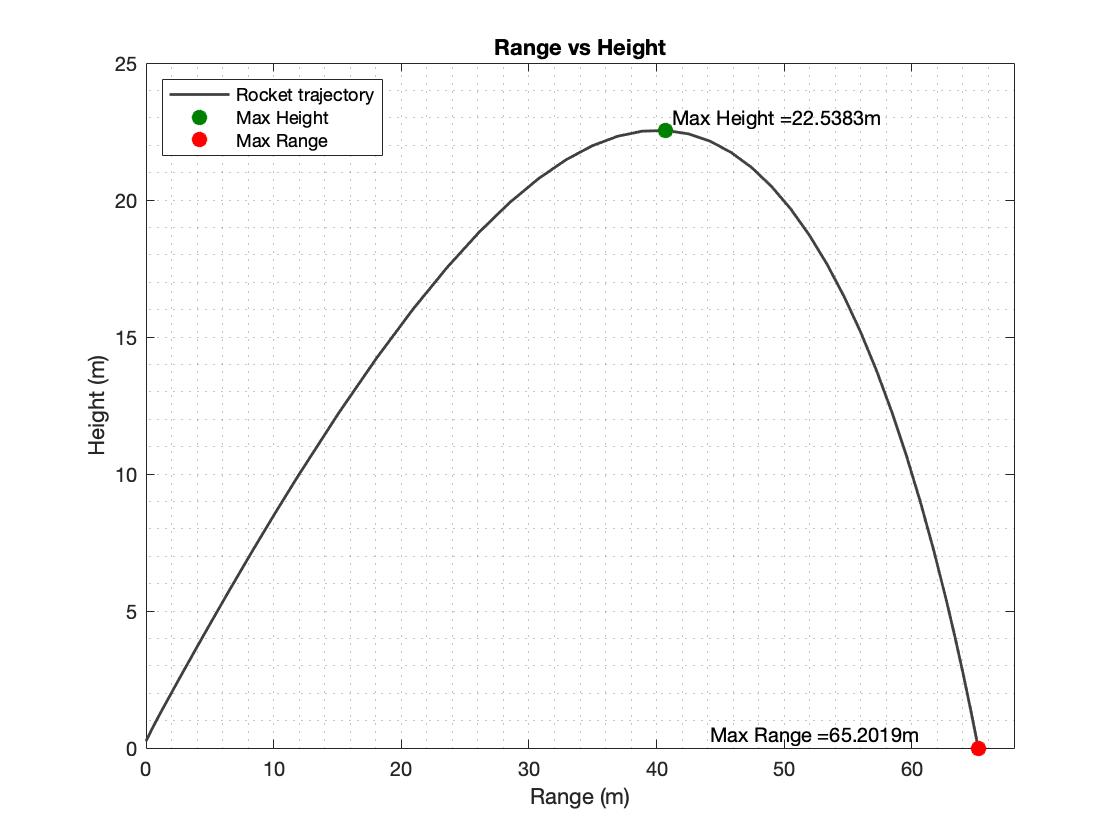 Range vs Height
25
Rocket trajectory
Max Height
Max Range
Max Height =22.5383m
20
15
10
5
0
Height (m)
Max Range =65.2019m
0 10 20 30 40 50 60
Range (m)